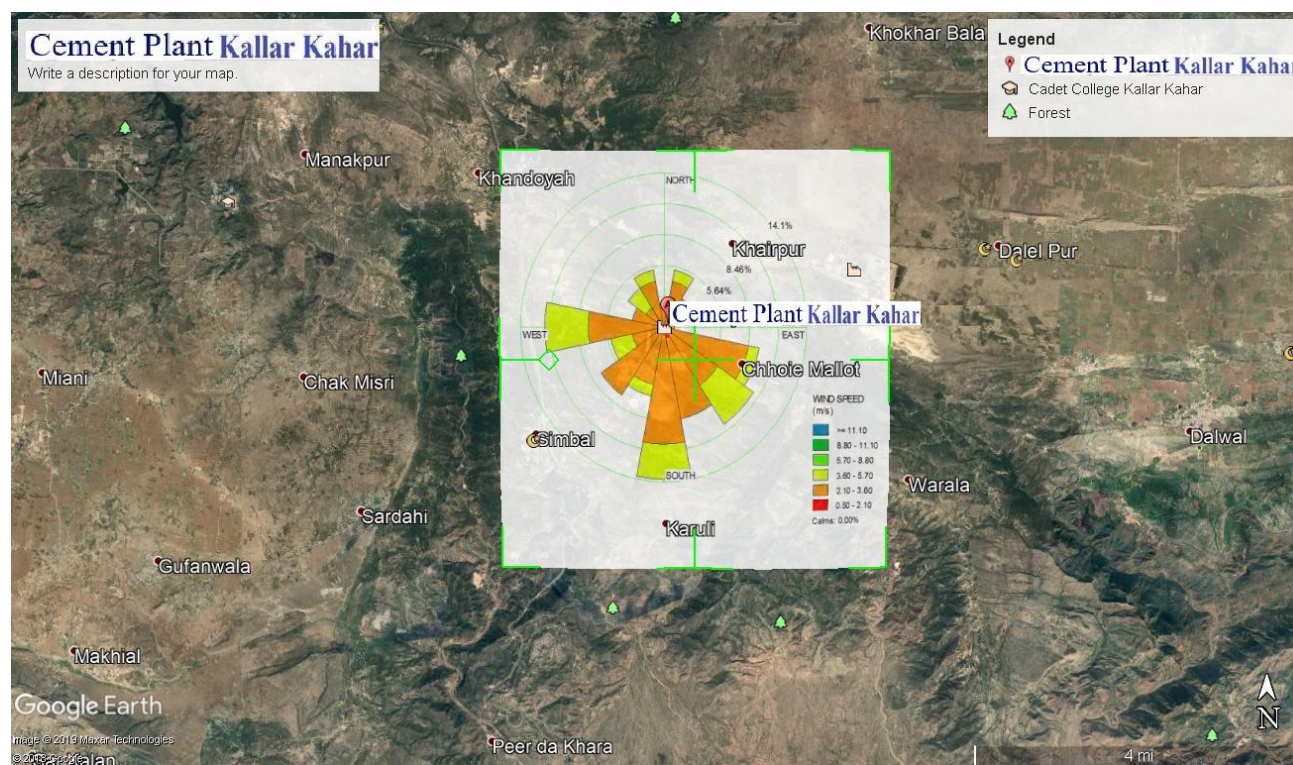 Cement Plant Kallar Kahar
Write a description for your map.
Khokhar Bala
Legend
Cement Plant Kallar Kahar
Cadet College Kallar Kahar
Forest
Manakpur
Khandoyah
NORTH
14.1%
Khairpur
8.46%
Dalel Pur
5.64%
Cement Plant Kallar Kahar
WEST
EAST
Miani
Chak Misri
Chhoie Mallot
WIND SPEED
(m/s)
>= 11.10
8.80 - 11.10
5.70 - 8.80
3.60 - 5.70
2.10 - 3.60
0.50 - 2.10
Calms: 0.00%
Simbal
Dalwal
SOUTH
Warala
Sardahi
Karuli
Gufanwala
Makhial
Google Earth
Image © 2019 Maxar Technologies
Peer da Khara
N
4 mi